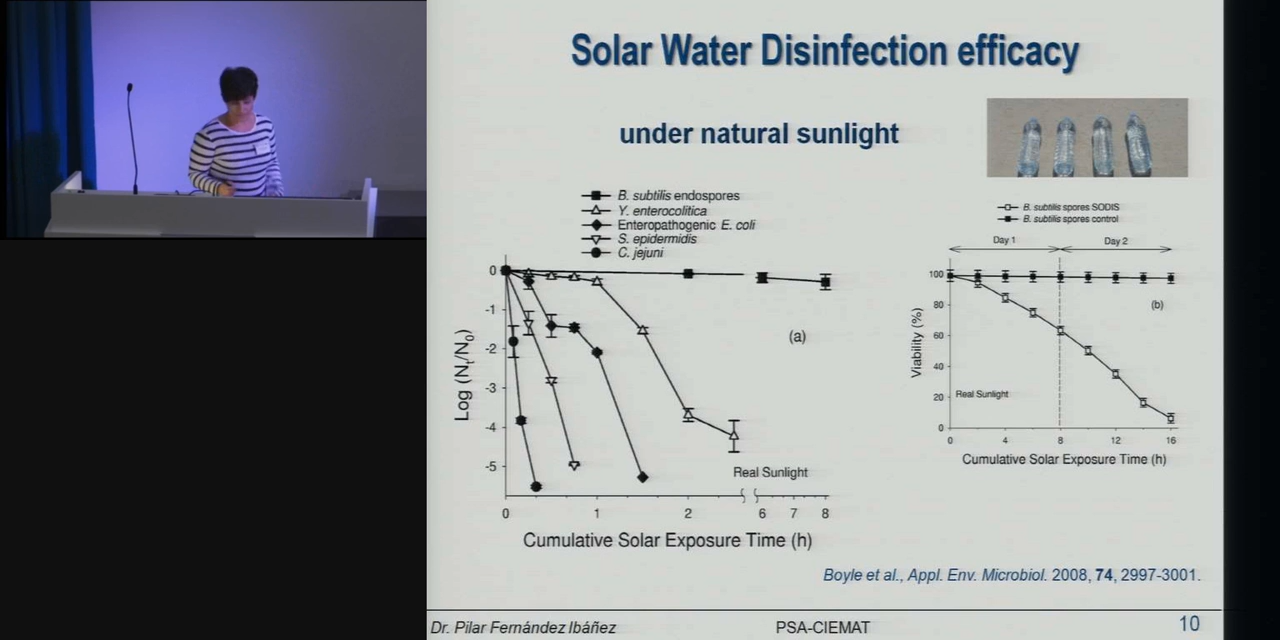 Solar Water Disinfection efficacy
under natural sunlight
B. subtilis endospores
Y. enterocolitica
Enteropathogenic E. coli
S. epidermidis
C. jejuni
0
-1
-2
-3
-4
-5
Log (Nt/N0)
(a)
Real Sunlight
0 1 2 6 7 8
Cumulative Solar Exposure Time (h)
B. subtilis spores SODIS
B. subtilis spores control
Day 1 Day 2
100
80
60
40
20
0
Viability (%)
(b)
Real Sunlight
0 4 8 12 16
Cumulative Solar Exposure Time (h)
Boyle et al., Appl. Env. Microbiol. 2008, 74, 2997-3001.
Dr. Pilar Fernández Ibáñez PSA-CIEMAT 10